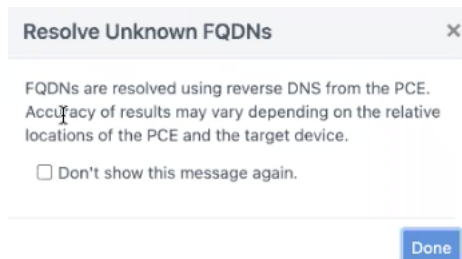 Resolve Unknown FQDNs
FQDNs are resolved using reverse DNS from the PCE.
Accuracy of results may vary depending on the relative
locations of the PCE and the target device.
Don't show this message again.
Done